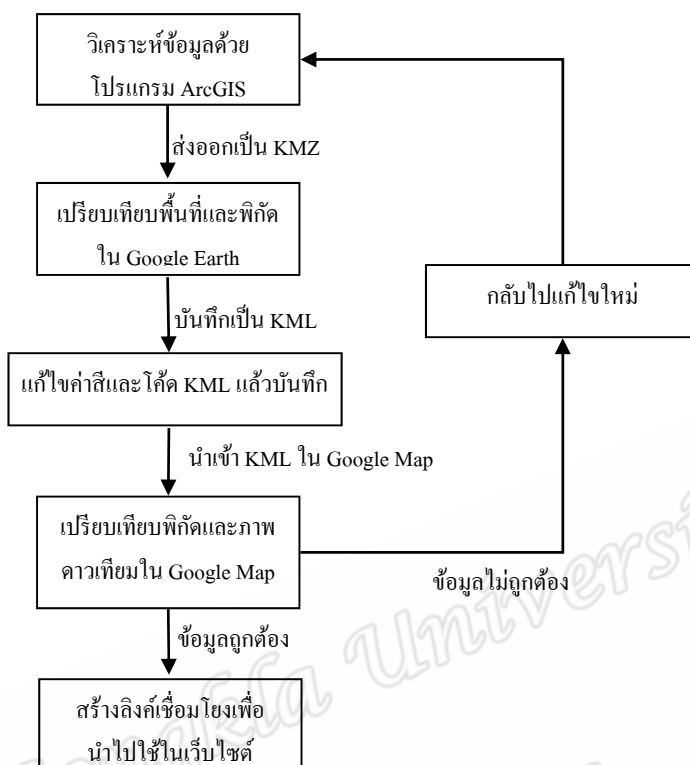 วิเคราะห์ข้อมูลด้วย
โปรแกรม ArcGIS
ส่งออกเป็น KMZ
เปรียบเทียบพื้นที่และพิกัด
ใน Google Earth
บันทึกเป็น KML
กลับไปแก้ไขใหม่
แก้ไขค่าสีและโค้ด KML แล้วบันทึก
นำเข้า KML ใน Google Map
เปรียบเทียบพิกัดและภาพ
ดาวเทียมใน Google Map
ข้อมูลไม่ถูกต้อง
ข้อมูลถูกต้อง
สร้างลิงค์เชื่อมโยงเพื่อ
นำไปใช้ในเว็บไซต์